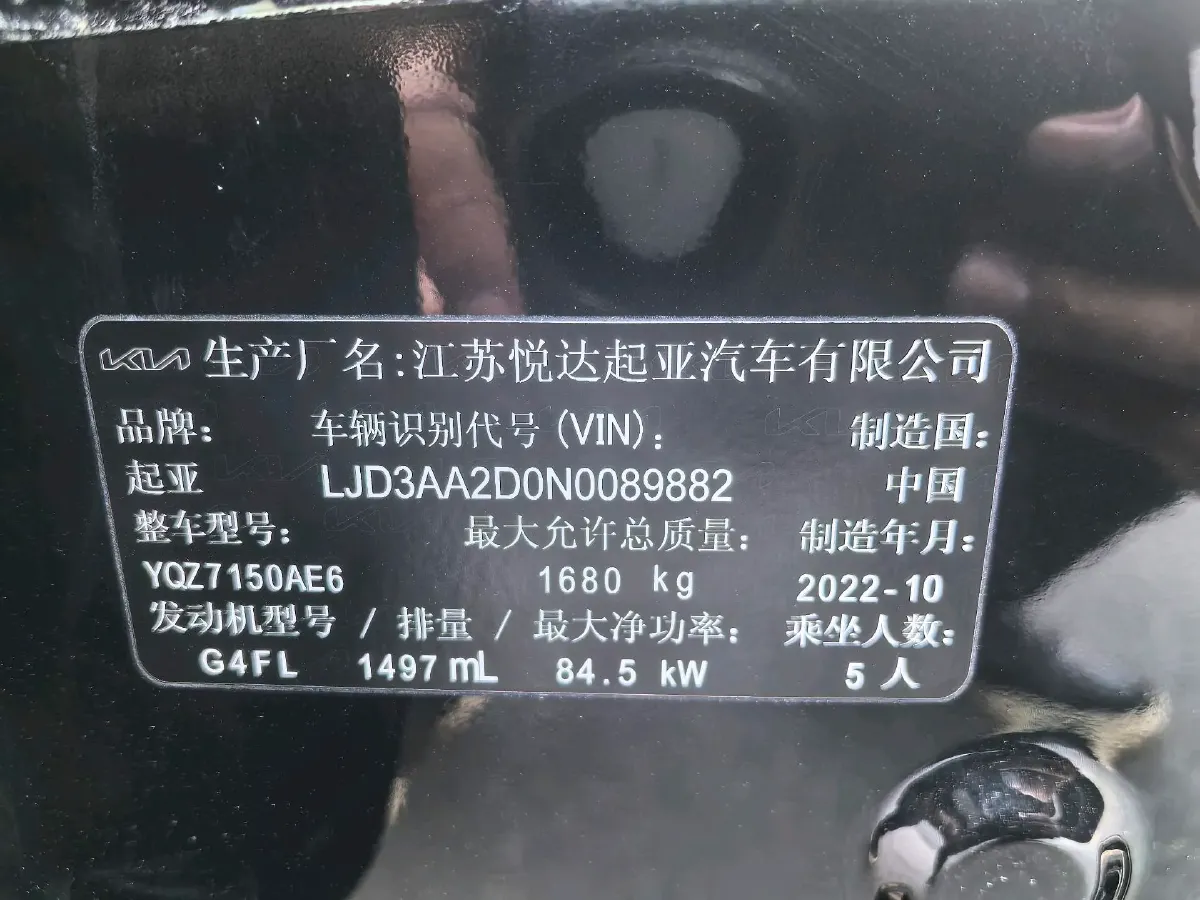 KIA 生产厂名:江苏悦达起亚汽车有限公司
品牌: 车辆识别代号(VIN): 制造国:
起亚 LJD3AA2D0N0089882 中国
整车型号: 最大允许总质量: 制造年月:
YQZ7150AE6 1680 kg 2022-10
发动机型号 / 排量 / 最大净功率: 乘坐人数:
G4FL 1497 mL 84.5 kW 5 人